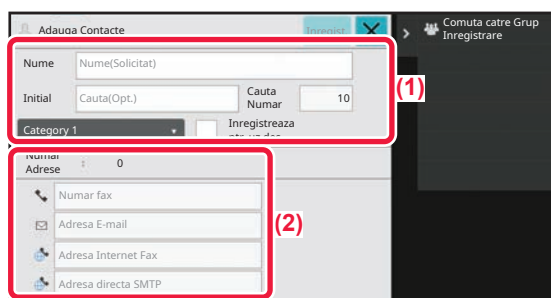 Adauga Contacte
Inregist.
Comuta catre Grup
Inregistrare
Nume
Nume(Solicitat)
(1)
Initial
Cauta(Opt.)
Cauta
Numar
10
Category 1
Inregistreaza
Numar
Adrese : 0
Numar fax
Adresa E-mail
(2)
Adresa Internet Fax
Adresa directa SMTP